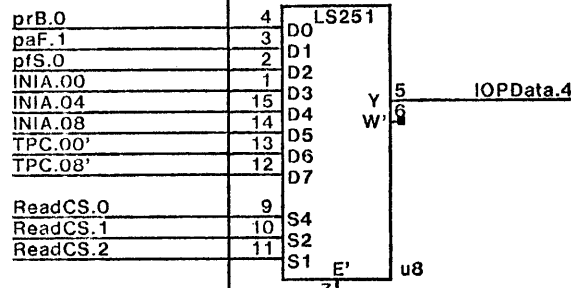 LS251
prB.0 4 D0
paF.1 3 D1
pfS.0 2 D2
INIA.00 1 D3
INIA.04 15 D4
INIA.08 14 D5
TPC.00' 13 D6
TPC.08' 12 D7
Y 5 IOPData.4
W' 6
ReadCS.0 9 S4
ReadCS.1 10 S2
ReadCS.2 11 S1
E' u8
7